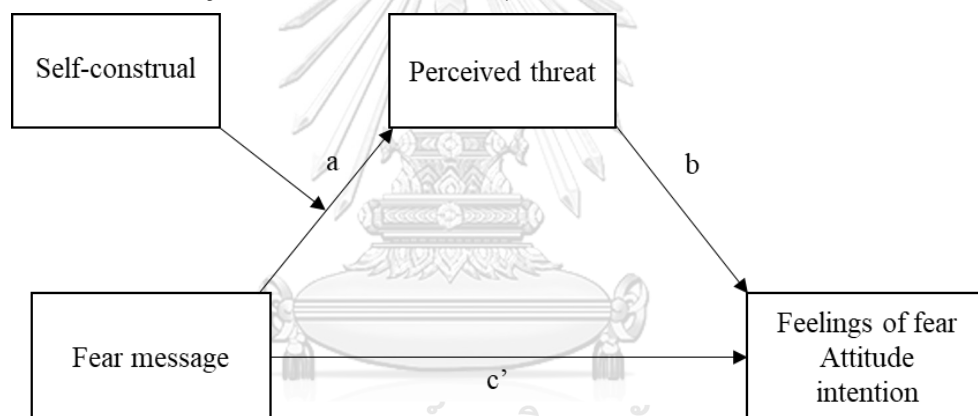 Self-construal
Perceived threat
a
b
Fear message
c’
Feelings of fear
Attitude
intention